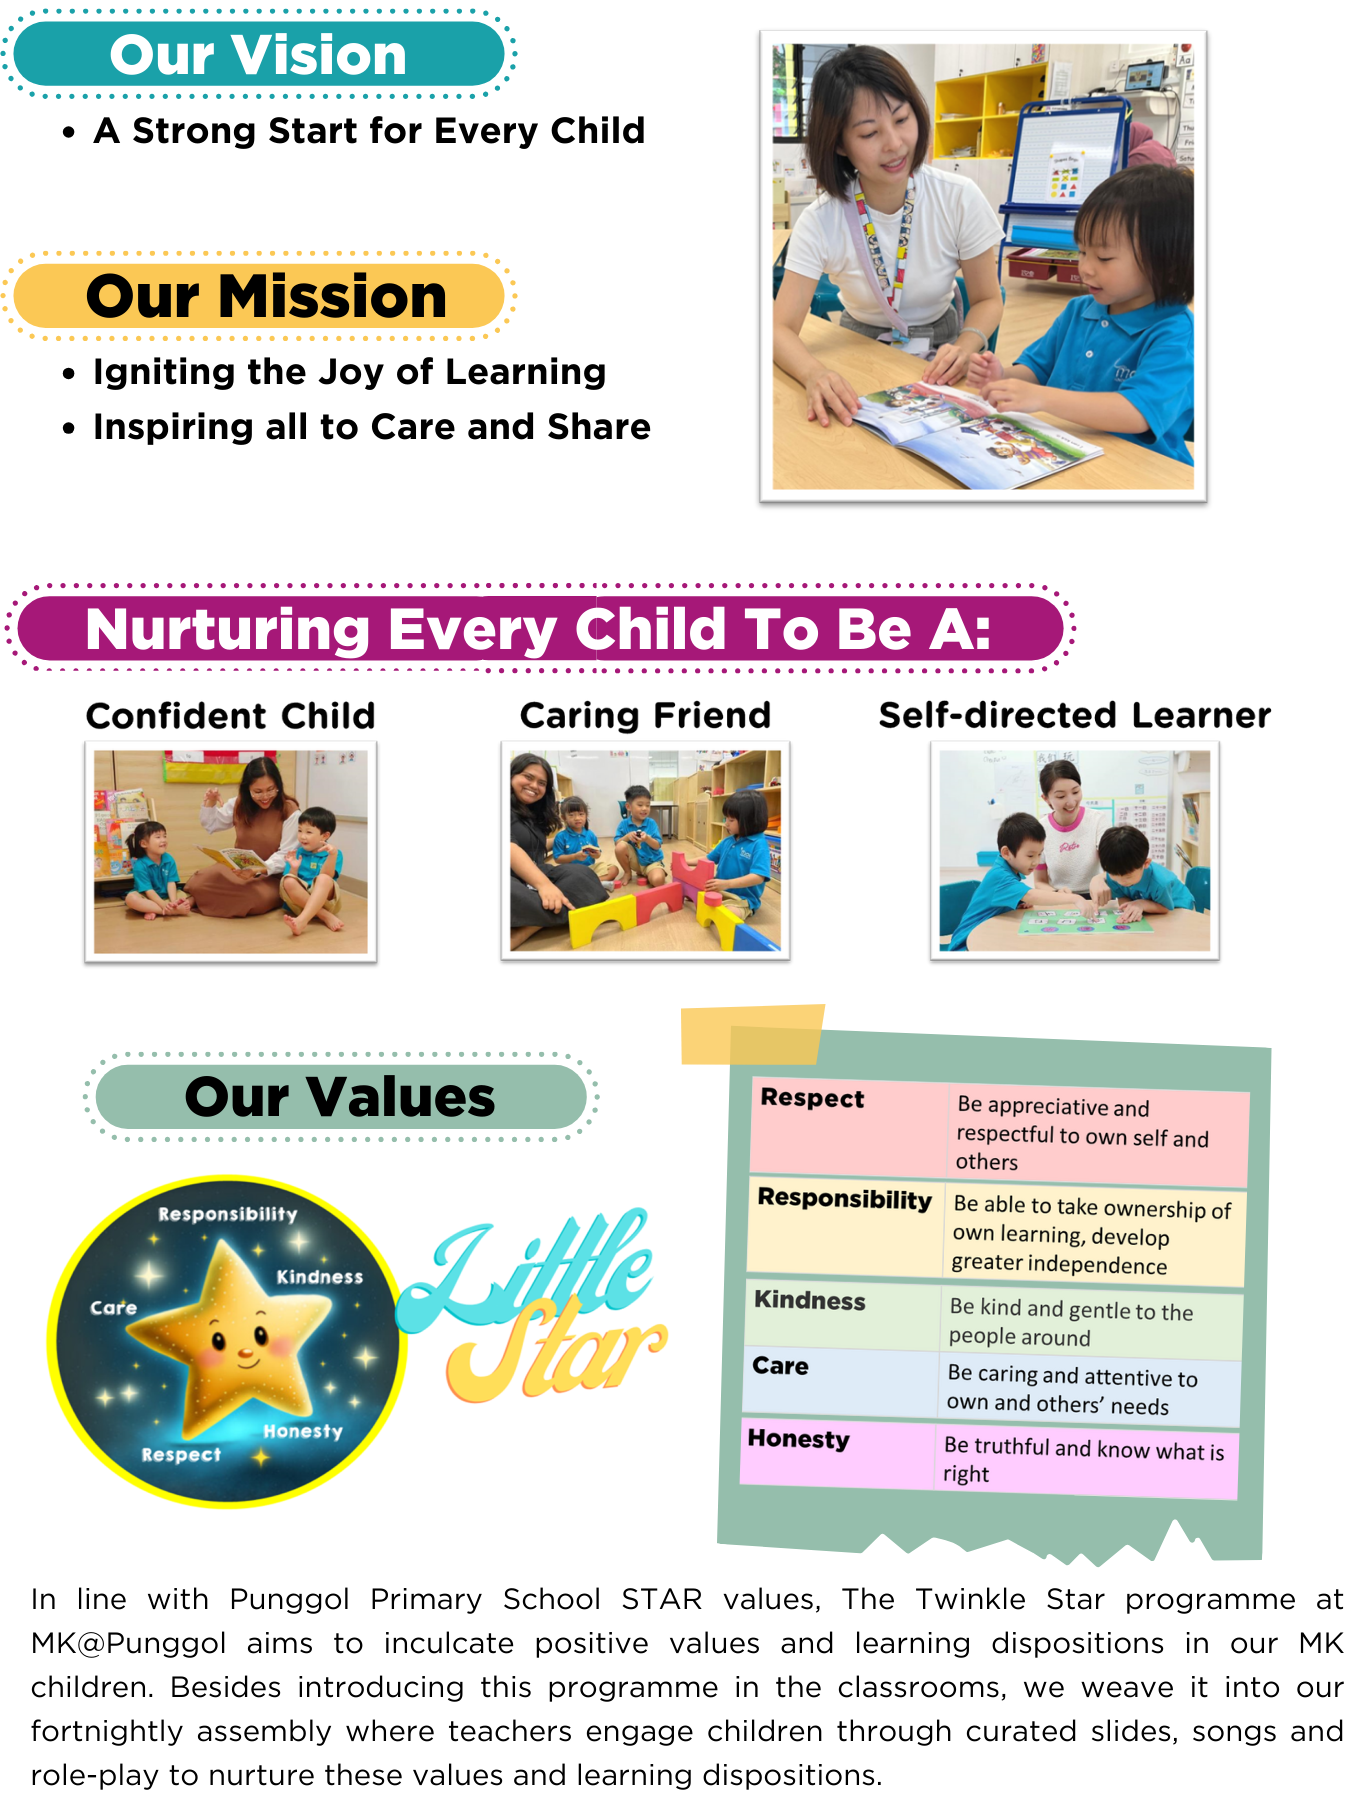 Our Vision
A Strong Start for Every Child
Our Mission
Igniting the Joy of Learning
Inspiring all to Care and Share
Nurturing Every Child To Be A:
Confident Child
Caring Friend
Self-directed Learner
Our Values
Responsibility
Kindness
Care
Honesty
Respect
Little
Star
Respect
Be appreciative and
respectful to own self and
others
Responsibility
Be able to take ownership of
own learning, develop
greater independence
Kindness
Be kind and gentle to the
people around
Care
Be caring and attentive to
own and others' needs
Honesty
Be truthful and know what is
right
In line with Punggol Primary School STAR values, The Twinkle Star programme at
MK@Punggol aims to inculcate positive values and learning dispositions in our MK
children. Besides introducing this programme in the classrooms, we weave it into our
fortnightly assembly where teachers engage children through curated slides, songs and
role-play to nurture these values and learning dispositions.